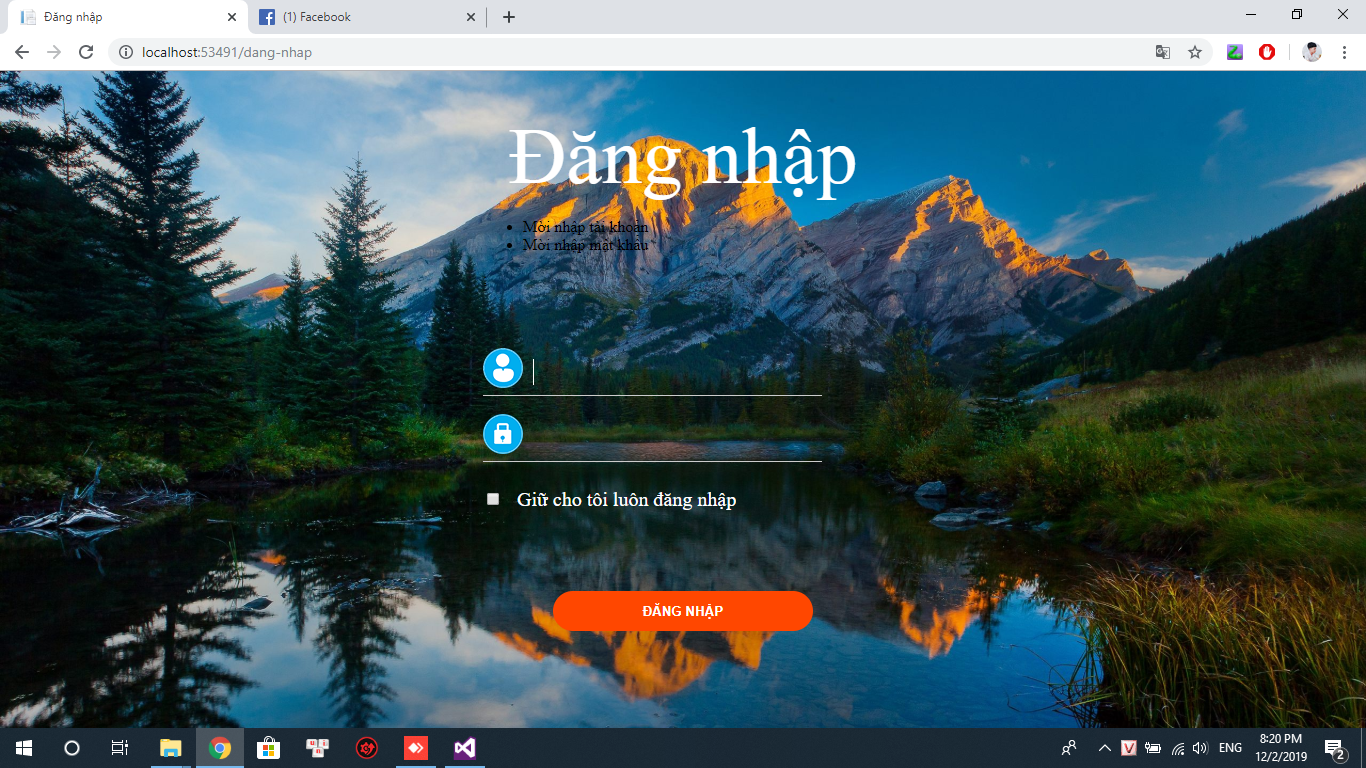 Đăng nhập
(1) Facebook
localhost:53491/dang-nhap
Đăng nhập
Mời nhập tài khoản
Mời nhập mật khẩu
Giữ cho tôi luôn đăng nhập
ĐĂNG NHẬP
ENG
8:20 PM
12/2/2019
2